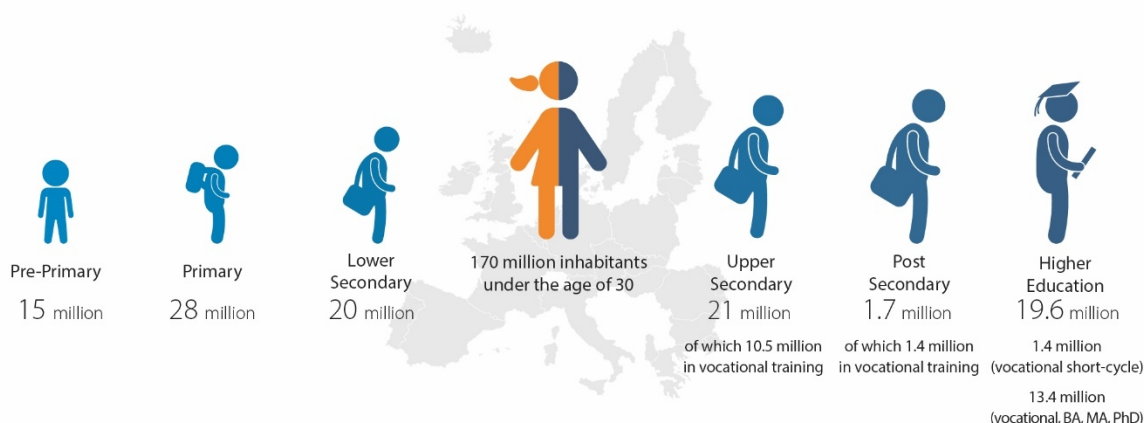 Pre-Primary
15 million
Primary
28 million
Lower
Secondary
20 million
170 million inhabitants
under the age of 30
Upper
Secondary
21 million
of which 10.5 million
in vocational training
Post
Secondary
1.7 million
of which 1.4 million
in vocational training
Higher
Education
19.6 million
1.4 million
(vocational short-cycle)
13.4 million
(vocational, BA, MA, PhD)